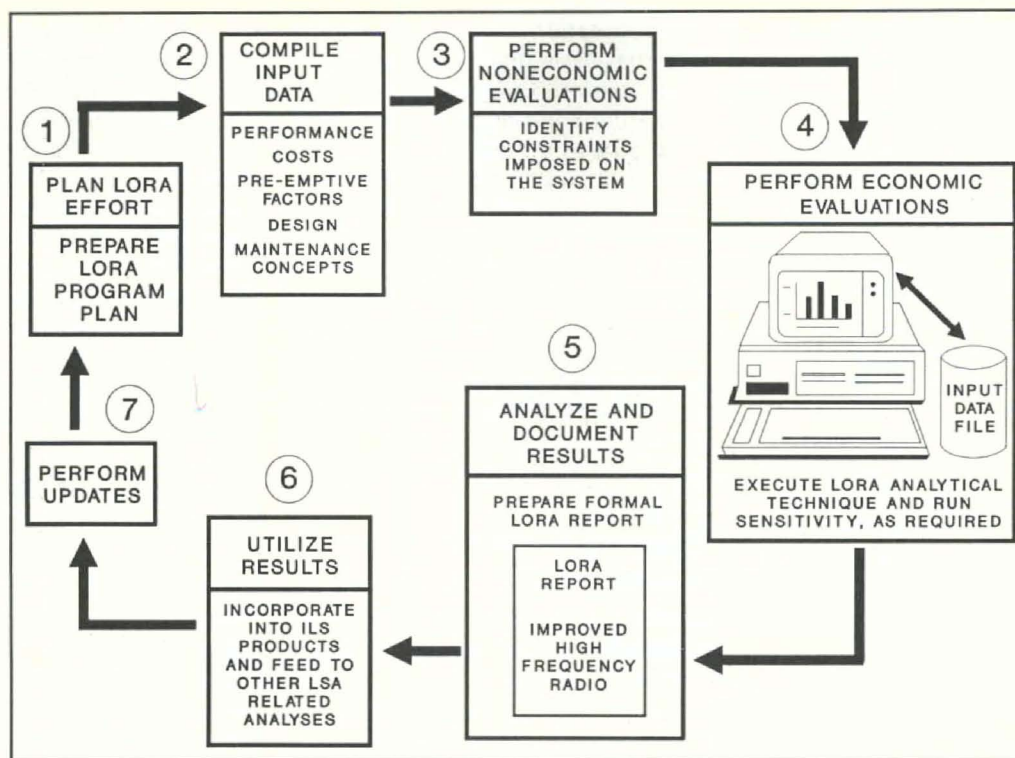 1
PLAN LORA
EFFORT
PREPARE
LORA
PROGRAM
PLAN
2
COMPILE
INPUT
DATA
PERFORMANCE
COSTS
PRE-EMPTIVE
FACTORS
DESIGN
MAINTENANCE
CONCEPTS
3
PERFORM
NONECONOMIC
EVALUATIONS
IDENTIFY
CONSTRAINTS
IMPOSED ON
THE SYSTEM
4
PERFORM ECONOMIC
EVALUATIONS
INPUT
DATA
FILE
EXECUTE LORA ANALYTICAL
TECHNIQUE AND RUN
SENSITIVITY, AS REQUIRED
5
ANALYZE AND
DOCUMENT
RESULTS
PREPARE FORMAL
LORA REPORT
LORA
REPORT
IMPROVED
HIGH
FREQUENCY
RADIO
6
UTILIZE
RESULTS
INCORPORATE
INTO ILS
PRODUCTS
AND FEED TO
OTHER LSA
RELATED
ANALYSES
7
PERFORM
UPDATES